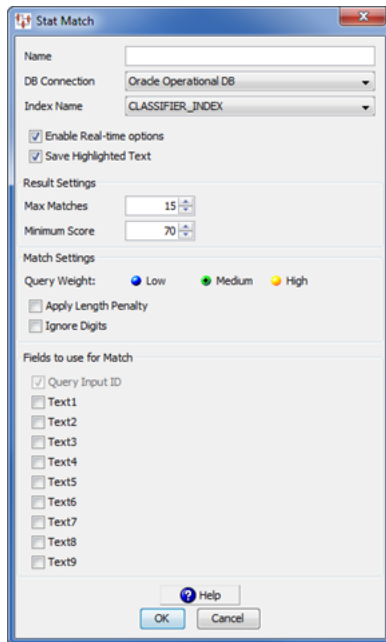 Stat Match
Name
DB Connection Oracle Operational DB
Index Name CLASSIFIER_INDEX
Enable Real-time options
Save Highlighted Text
Result Settings
Max Matches 15
Minimum Score 70
Match Settings
Query Weight: Low Medium High
Apply Length Penalty
Ignore Digits
Fields to use for Match
Query Input ID
Text1
Text2
Text3
Text4
Text5
Text6
Text7
Text8
Text9
Help
OK Cancel